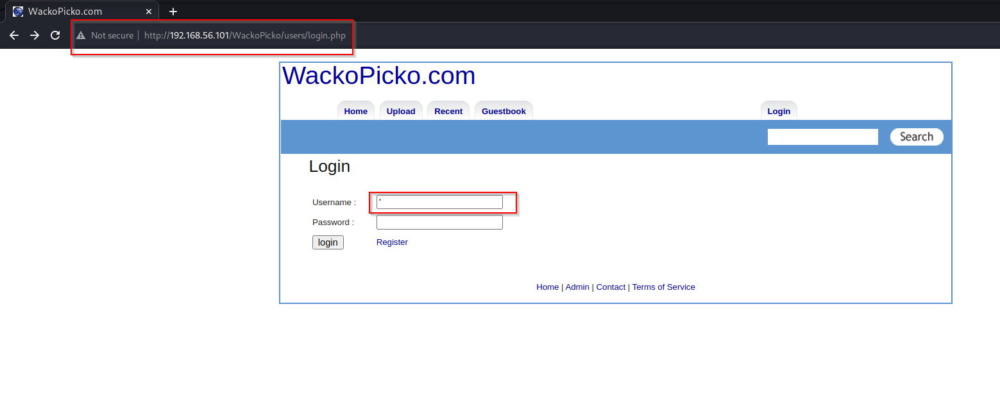 WackoPicko.com
Not secure http://192.168.56.101/WackoPicko/users/login.php
WackoPicko.com
Home Upload Recent Guestbook Login
Search
Login
Username : '
Password :
login Register
Home | Admin | Contact | Terms of Service